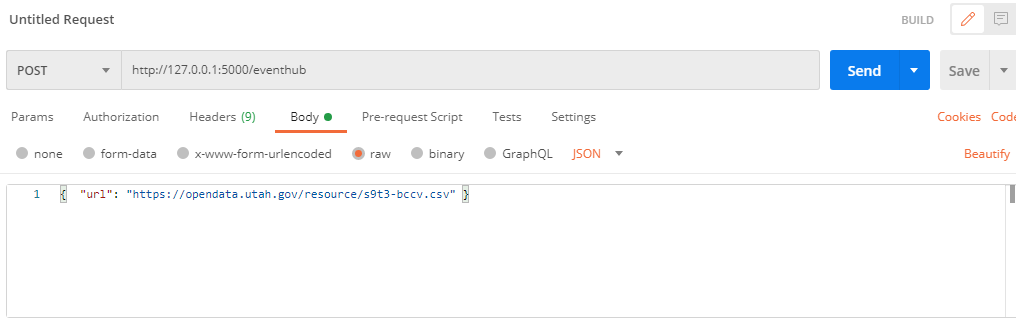 Untitled Request BUILD
POST http://127.0.0.1:5000/eventhub Send Save
Params Authorization Headers (9) Body Pre-request Script Tests Settings Cookies Code
none form-data x-www-form-urlencoded raw binary GraphQL JSON Beautify
1 { "url": "https://opendata.utah.gov/resource/s9t3-bccv.csv" }